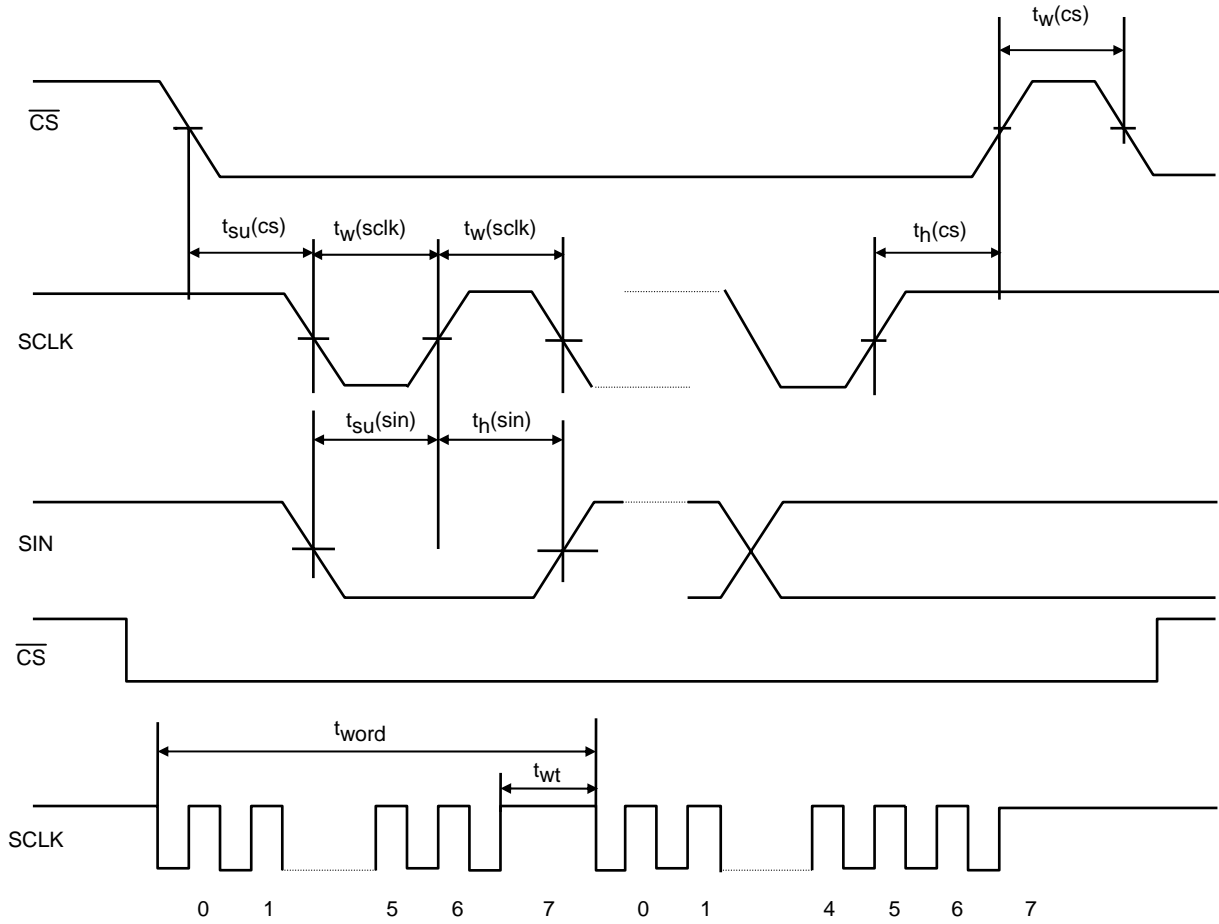 tw(cs)
CS
tsu(cs) tw(sclk) tw(sclk) th(cs)
SCLK
tsu(sin) th(sin)
SIN
CS
tword
twt
SCLK
0 1 5 6 7 0 1 4 5 6 7